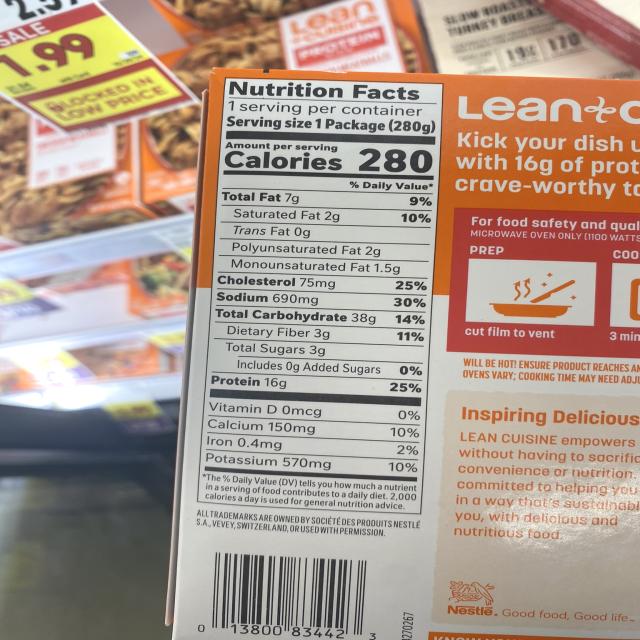 SALE
1.99
LOCKED IN
LOW PRICE
Lean
PROTEIN
SLOW ROASTED
TURKEY BREAST
Nutrition Facts
1 serving per container
Serving size 1 Package (280g)
Amount per serving
Calories 280
% Daily Value*
Total Fat 7g 9%
Saturated Fat 2g 10%
Trans Fat 0g
Polyunsaturated Fat 2g
Monounsaturated Fat 1.5g
Cholesterol 75mg 25%
Sodium 690mg 30%
Total Carbohydrate 38g 14%
Dietary Fiber 3g 11%
Total Sugars 3g
Includes 0g Added Sugars 0%
Protein 16g 25%
Vitamin D 0mcg 0%
Calcium 150mg 10%
Iron 0.4mg 2%
Potassium 570mg 10%
*The % Daily Value (DV) tells you how much a nutrient
in a serving of food contributes to a daily diet. 2,000
calories a day is used for general nutrition advice.
ALL TRADEMARKS ARE OWNED BY SOCIÉTÉ DES PRODUITS NESTLÉ
S.A., VEVEY, SWITZERLAND, OR USED WITH PERMISSION.
0 13800 83442 3
Lean C
Kick your dish u
with 16g of prot
crave-worthy ta
For food safety and qual
MICROWAVE OVEN ONLY (1100 WATTS
PREP
COO
cut film to vent
3 min
WILL BE HOT! ENSURE PRODUCT REACHES AN
OVENS VARY; COOKING TIME MAY NEED ADJ
Inspiring Delicious
LEAN CUISINE empowers
without having to sacrific
convenience or nutrition.
committed to helping you
in a way that's sustainabl
you, with delicious and
nutritious food.
Nestlé. Good food, Good life™